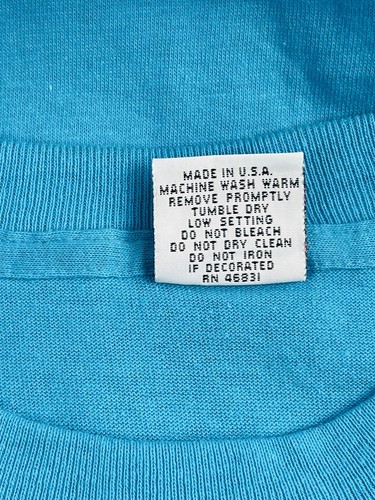 MADE IN U.S.A.
MACHINE WASH WARM
REMOVE PROMPTLY
TUMBLE DRY
LOW SETTING
DO NOT BLEACH
DO NOT DRY CLEAN
DO NOT IRON
IF DECORATED
RN 46831